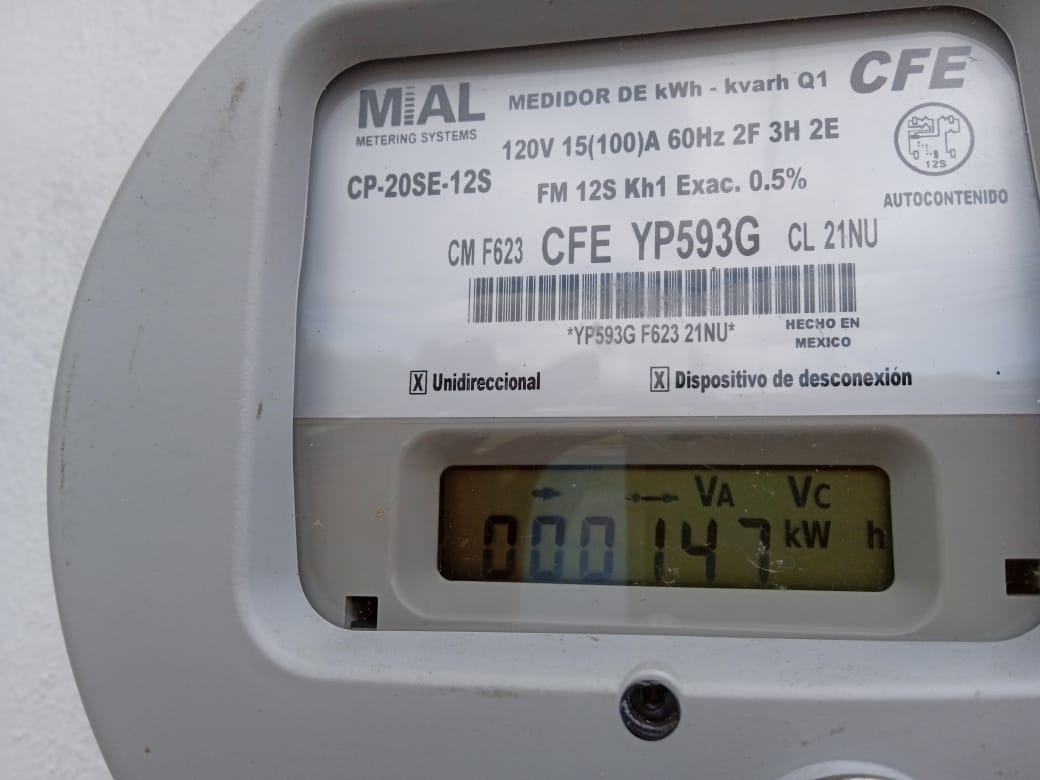 MIAL
METERING SYSTEMS
MEDIDOR DE kWh - kvarh Q1
CFE
120V 15(100)A 60Hz 2F 3H 2E
12S
CP-20SE-12S
FM 12S Kh1 Exac. 0.5%
AUTOCONTENIDO
CM F623 CFE YP593G CL 21NU
*YP593G F623 21NU*
HECHO EN
MEXICO
X Unidireccional
X Dispositivo de desconexión
VA VC
000147 kW h